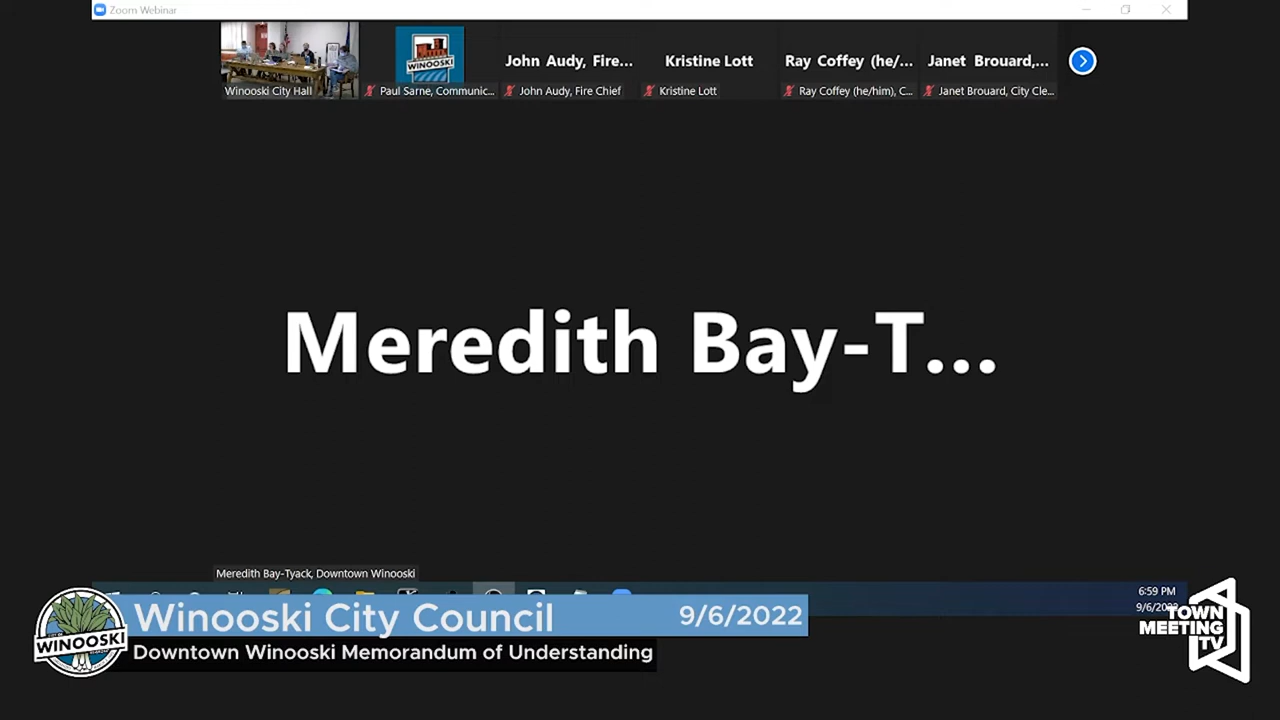 Zoom Webinar
WINOOSKI
John Audy, Fire...
Kristine Lott
Ray Coffey (he/...
Janet Brouard,...
Winooski City Hall
Paul Sarne, Communic...
John Audy, Fire Chief
Kristine Lott
Ray Coffey (he/him), C...
Janet Brouard, City Cle...
Meredith Bay-T...
Meredith Bay-Tyack, Downtown Winooski
6:59 PM
Winooski City Council
9/6/2022
WINOOSKI
Downtown Winooski Memorandum of Understanding
TOWN
MEETING
TV